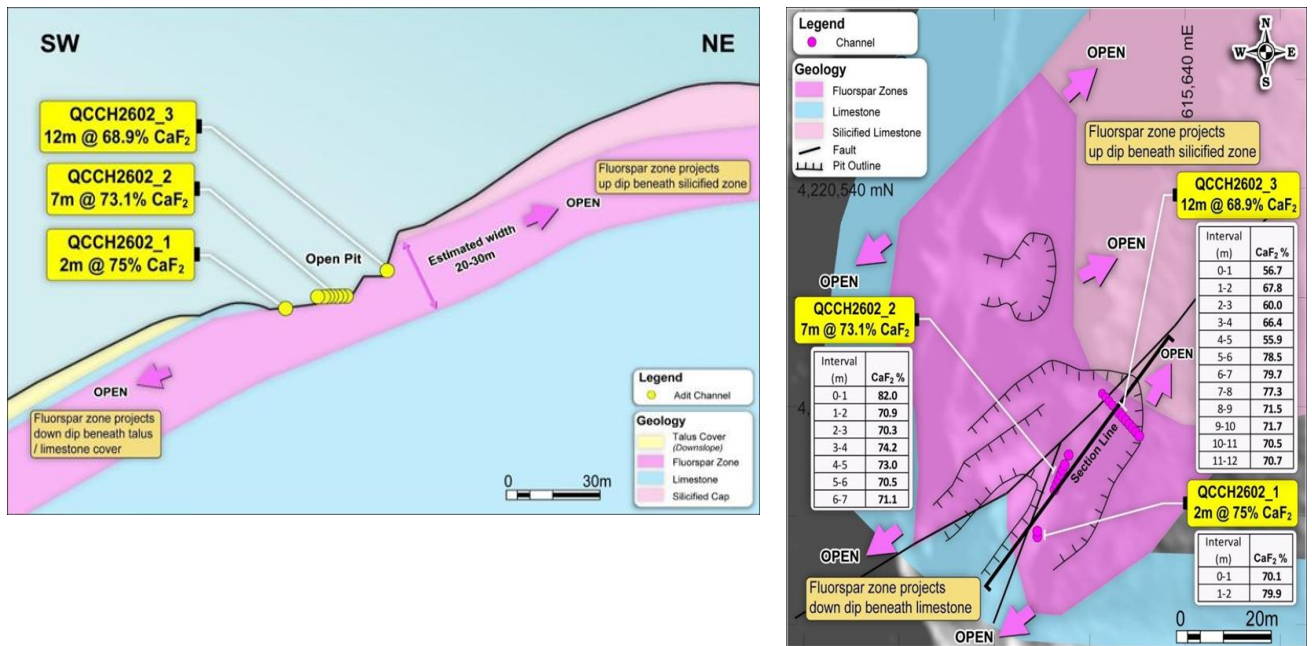 SW
NE
QCCH2602_3
12m @ 68.9% CaF₂
QCCH2602_2
7m @ 73.1% CaF₂
QCCH2602_1
2m @ 75% CaF₂
Open Pit
Estimated width
20-30m
Fluorspar zone projects
up dip beneath silicified zone
OPEN
OPEN
Fluorspar zone projects
down dip beneath talus
/ limestone cover
0 30m
Legend
Adit Channel
Geology
Talus Cover
(Downslope)
Fluorspar Zone
Limestone
Silicified Cap
Legend
Channel
Geology
Fluorspar Zones
Limestone
Silicified Limestone
Fault
Pit Outline
N
W E
S
615,640 mE
4,220,540 mN
OPEN
Fluorspar zone projects
up dip beneath silicified zone
QCCH2602_3
12m @ 68.9% CaF₂
Interval
(m) CaF₂ %
0-1 56.7
1-2 67.8
2-3 60.0
3-4 66.4
4-5 55.9
5-6 78.5
6-7 79.7
7-8 77.3
8-9 71.5
9-10 71.7
10-11 70.5
11-12 70.7
OPEN
OPEN
QCCH2602_2
7m @ 73.1% CaF₂
Interval
(m) CaF₂ %
0-1 82.0
1-2 70.9
2-3 70.3
3-4 74.2
4-5 73.0
5-6 70.5
6-7 71.1
OPEN
4,
Section Line
QCCH2602_1
2m @ 75% CaF₂
Interval
(m) CaF₂ %
0-1 70.1
1-2 79.9
OPEN
Fluorspar zone projects
down dip beneath limestone
OPEN
0 20m